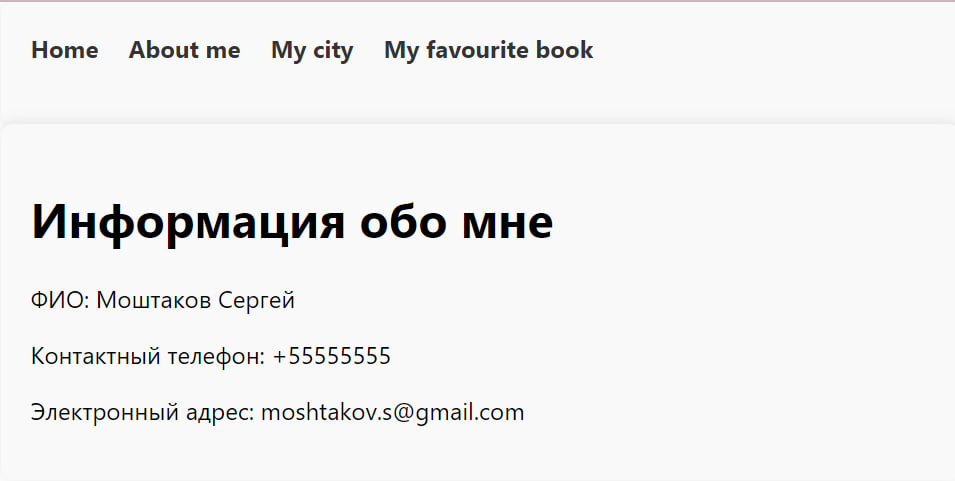 Home About me My city My favourite book
Информация обо мне
ФИО: Моштаков Сергей
Контактный телефон: +55555555
Электронный адрес: moshtakov.s@gmail.com